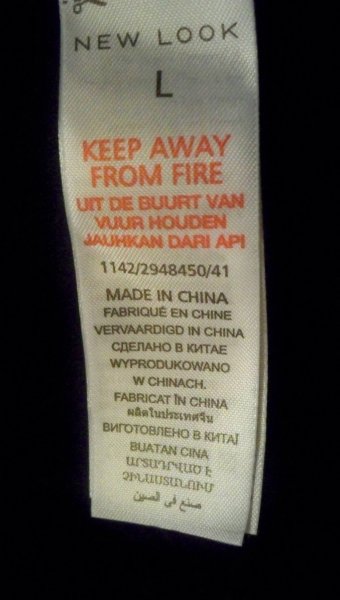 NEW LOOK
L
KEEP AWAY
FROM FIRE
UIT DE BUURT VAN
VUUR HOUDEN
JAUHKAN DARI API
1142/2948450/41
MADE IN CHINA
FABRIQUÉ EN CHINE
VERVAARDIGD IN CHINA
СДЕЛАНО В КИТАЕ
WYPRODUKOWANO
W CHINACH.
FABRICAT ÎN CHINA
ผลิตในประเทศจีน
ВИГОТОВЛЕНО В КИТАЇ
BUATAN CINA
ԱՐՏԱԴՐՎԱԾ Է
ՉԻՆԱՍՏԱՆՈՒՄ
صنع في الصين